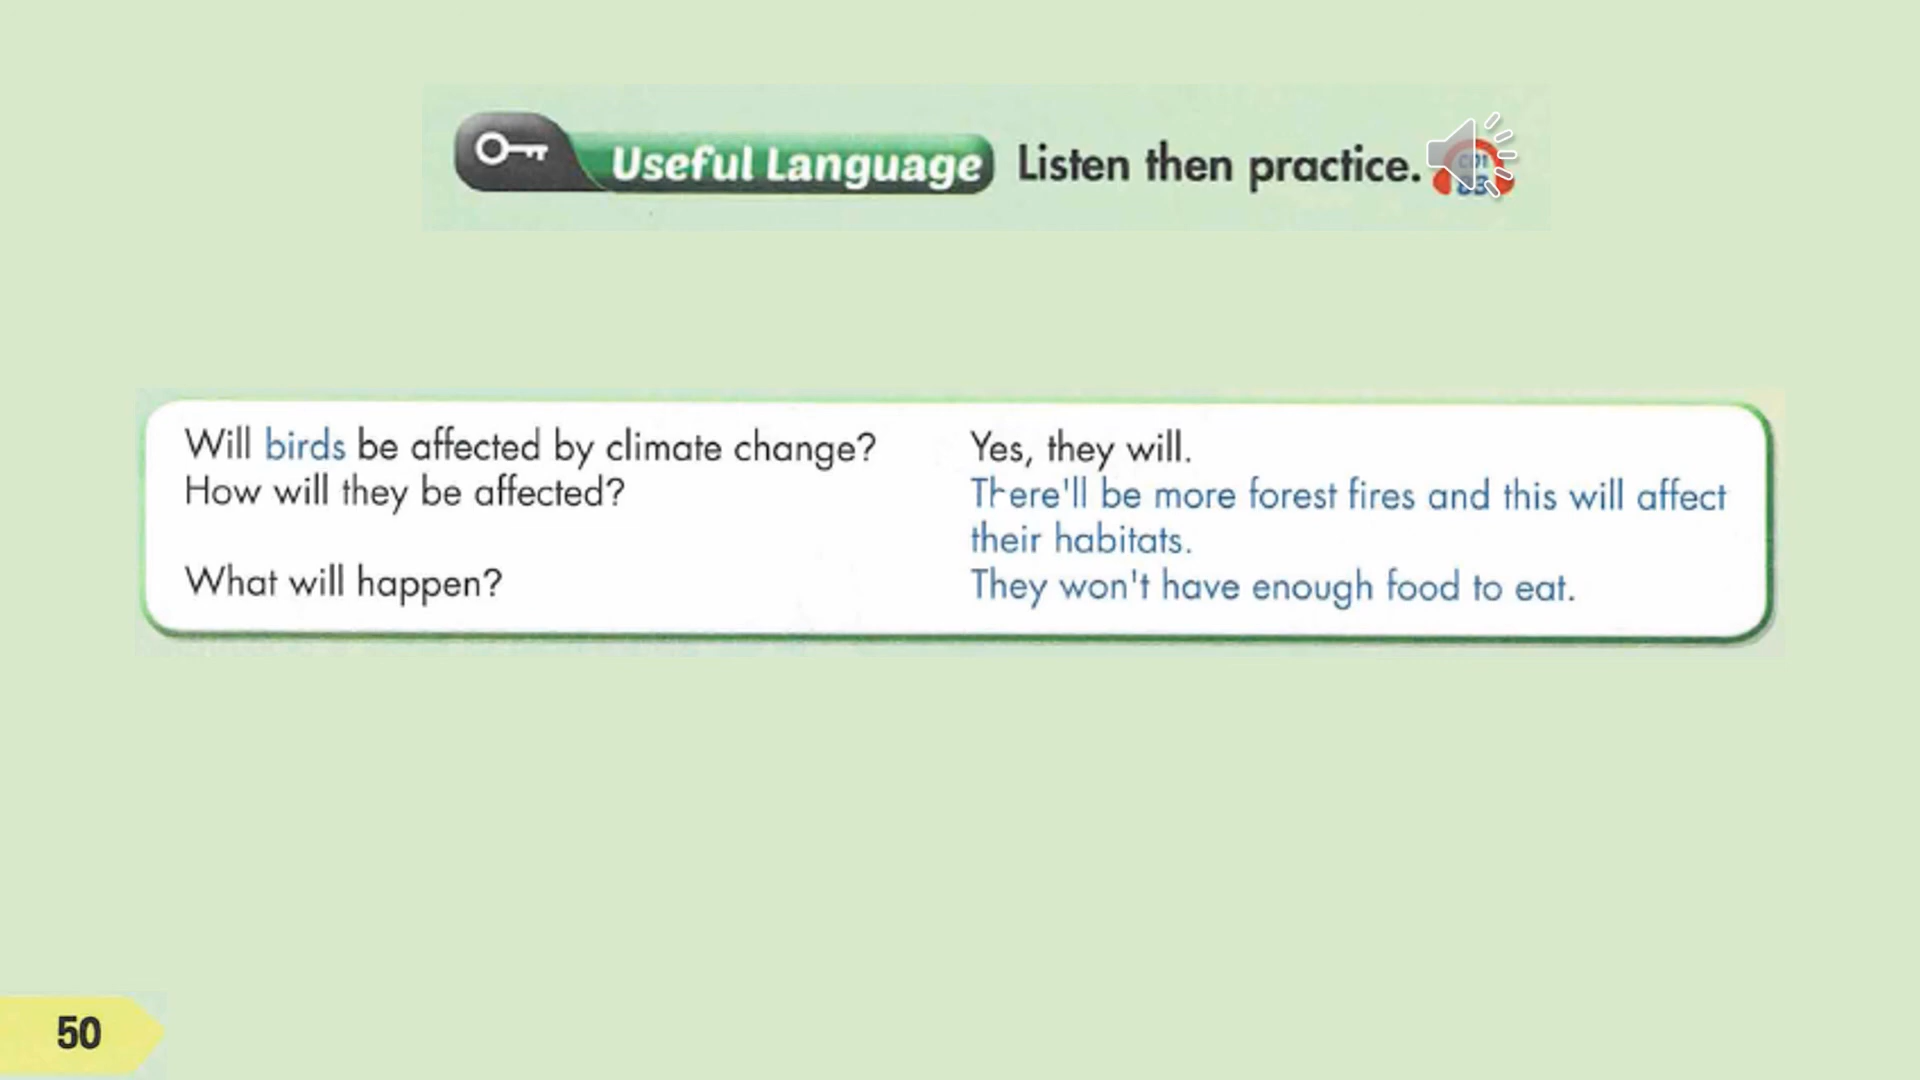 Useful Language Listen then practice.
Will birds be affected by climate change?
How will they be affected?
What will happen?
Yes, they will.
There'll be more forest fires and this will affect
their habitats.
They won't have enough food to eat.
50